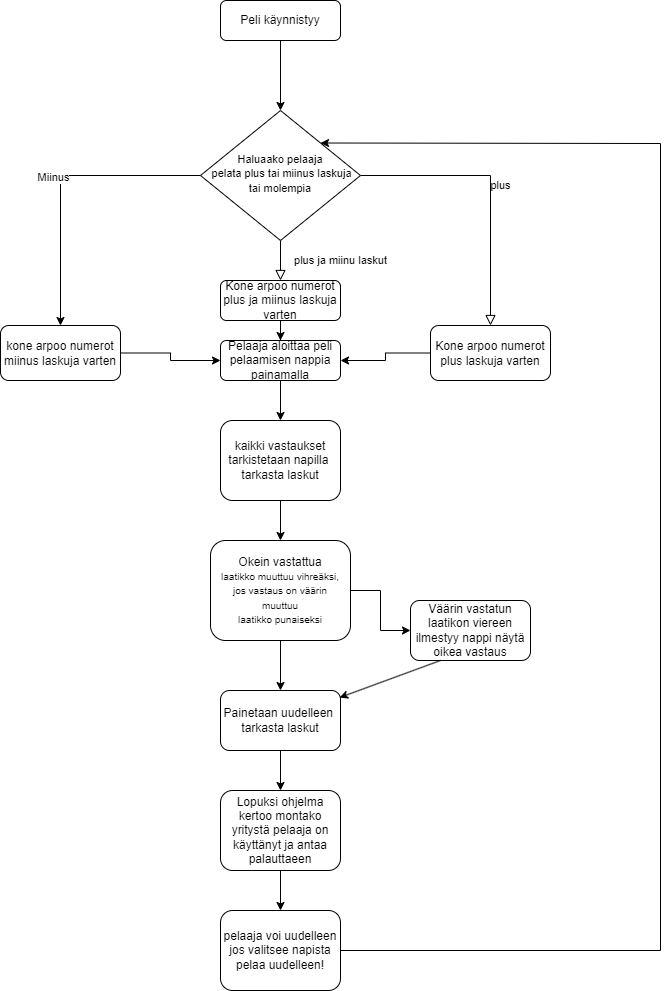 Peli käynnistyy
Haluaako pelaaja
pelata plus tai miinus laskuja
tai molempia
Miinus
plus
plus ja miinu laskut
Kone arpoo numerot
plus ja miinus laskuja
varten
kone arpoo numerot
miinus laskuja varten
Pelaaja aloittaa peli
pelaamisen nappia
painamalla
Kone arpoo numerot
plus laskuja varten
kaikki vastaukset
tarkistetaan napilla
tarkasta laskut
Okein vastattua
laatikko muuttuu vihreäksi,
jos vastaus on väärin
muuttuu
laatikko punaiseksi
Väärin vastatun
laatikon viereen
ilmestyy nappi näytä
oikea vastaus
Painetaan uudelleen
tarkasta laskut
Lopuksi ohjelma
kertoo montako
yritystä pelaaja on
käyttänyt ja antaa
palauttaeen
pelaaja voi uudelleen
jos valitsee napista
pelaa uudelleen!